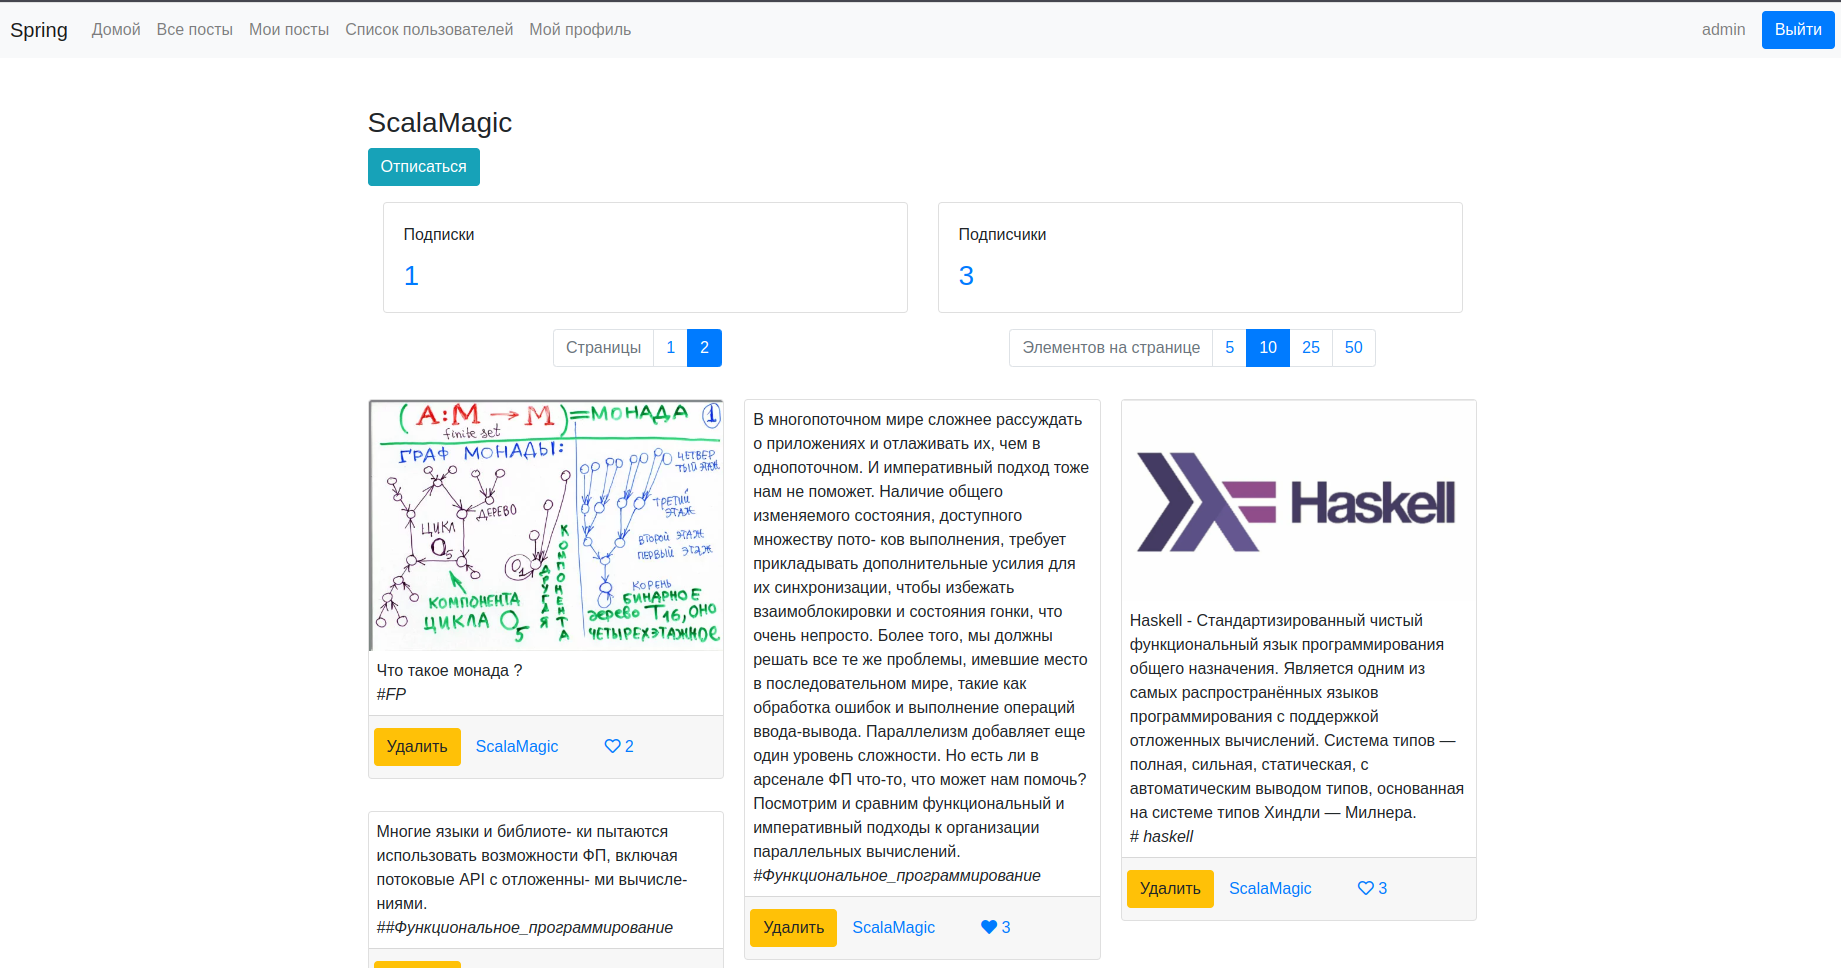 Spring Домой Все посты Мои посты Список пользователей Мой профиль admin Выйти
ScalaMagic
Отписаться
Подписки
1
Подписчики
3
Страницы 1 2
Элементов на странице 5 10 25 50
( А:М → М ) = МОНАДА 1
finite set
ГРАФ МОНАДЫ:
ЧЕТВЕР
ТЫЙ ЭТАЖ
ТРЕТИЙ
ЭТАЖ
ДЕРЕВО
ЦИКЛ
O5
ВТОРОЙ ЭТАЖ
ПЕРВЫЙ ЭТАЖ
O1
ДРУГАЯ
КОМПОНЕНТА
КОРЕНЬ
КОМПОНЕНТА
ЦИКЛА O5
БИНАРНОЕ
дерево T16, ОНО
ЧЕТЫРЕХЭТАЖНОЕ
Что такое монада ?
#FP
Удалить ScalaMagic 2
Многие языки и библиоте- ки пытаются
использовать возможности ФП, включая
потоковые API с отложенны- ми вычисле-
ниями.
##Функциональное_программирование
В многопоточном мире сложнее рассуждать
о приложениях и отлаживать их, чем в
однопоточном. И императивный подход тоже
нам не поможет. Наличие общего
изменяемого состояния, доступного
множеству пото- ков выполнения, требует
прикладывать дополнительные усилия для
их синхронизации, чтобы избежать
взаимоблокировки и состояния гонки, что
очень непросто. Более того, мы должны
решать все те же проблемы, имевшие место
в последовательном мире, такие как
обработка ошибок и выполнение операций
ввода-вывода. Параллелизм добавляет еще
один уровень сложности. Но есть ли в
арсенале ФП что-то, что может нам помочь?
Посмотрим и сравним функциональный и
императивный подходы к организации
параллельных вычислений.
#Функциональное_программирование
Удалить ScalaMagic 3
Haskell
Haskell - Стандартизированный чистый
функциональный язык программирования
общего назначения. Является одним из
самых распространённых языков
программирования с поддержкой
отложенных вычислений. Система типов —
полная, сильная, статическая, с
автоматическим выводом типов, основанная
на системе типов Хиндли — Милнера.
# haskell
Удалить ScalaMagic 3